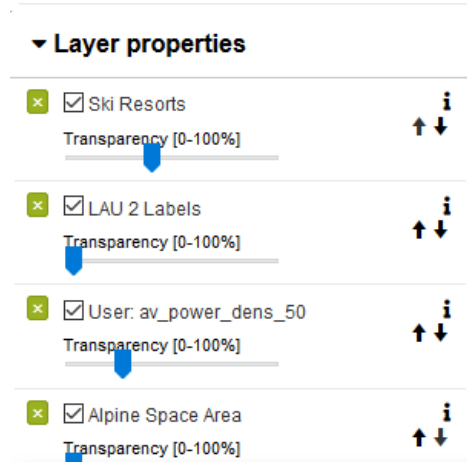 Layer properties
Ski Resorts
Transparency [0-100%]
LAU 2 Labels
Transparency [0-100%]
User: av_power_dens_50
Transparency [0-100%]
Alpine Space Area
Transparency [0-100%]